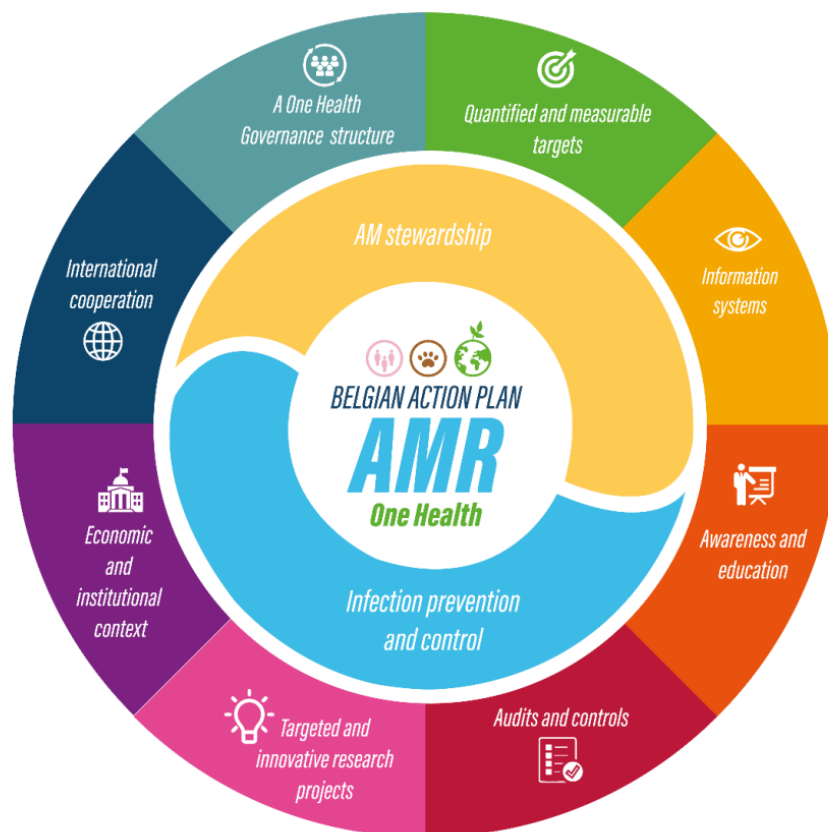 A One Health
Governance structure
Quantified and measurable
targets
Information
systems
Awareness and
education
Audits and controls
Targeted and
innovative research
projects
Economic
and
institutional
context
International
cooperation
AM stewardship
BELGIAN ACTION PLAN
AMR
One Health
Infection prevention
and control